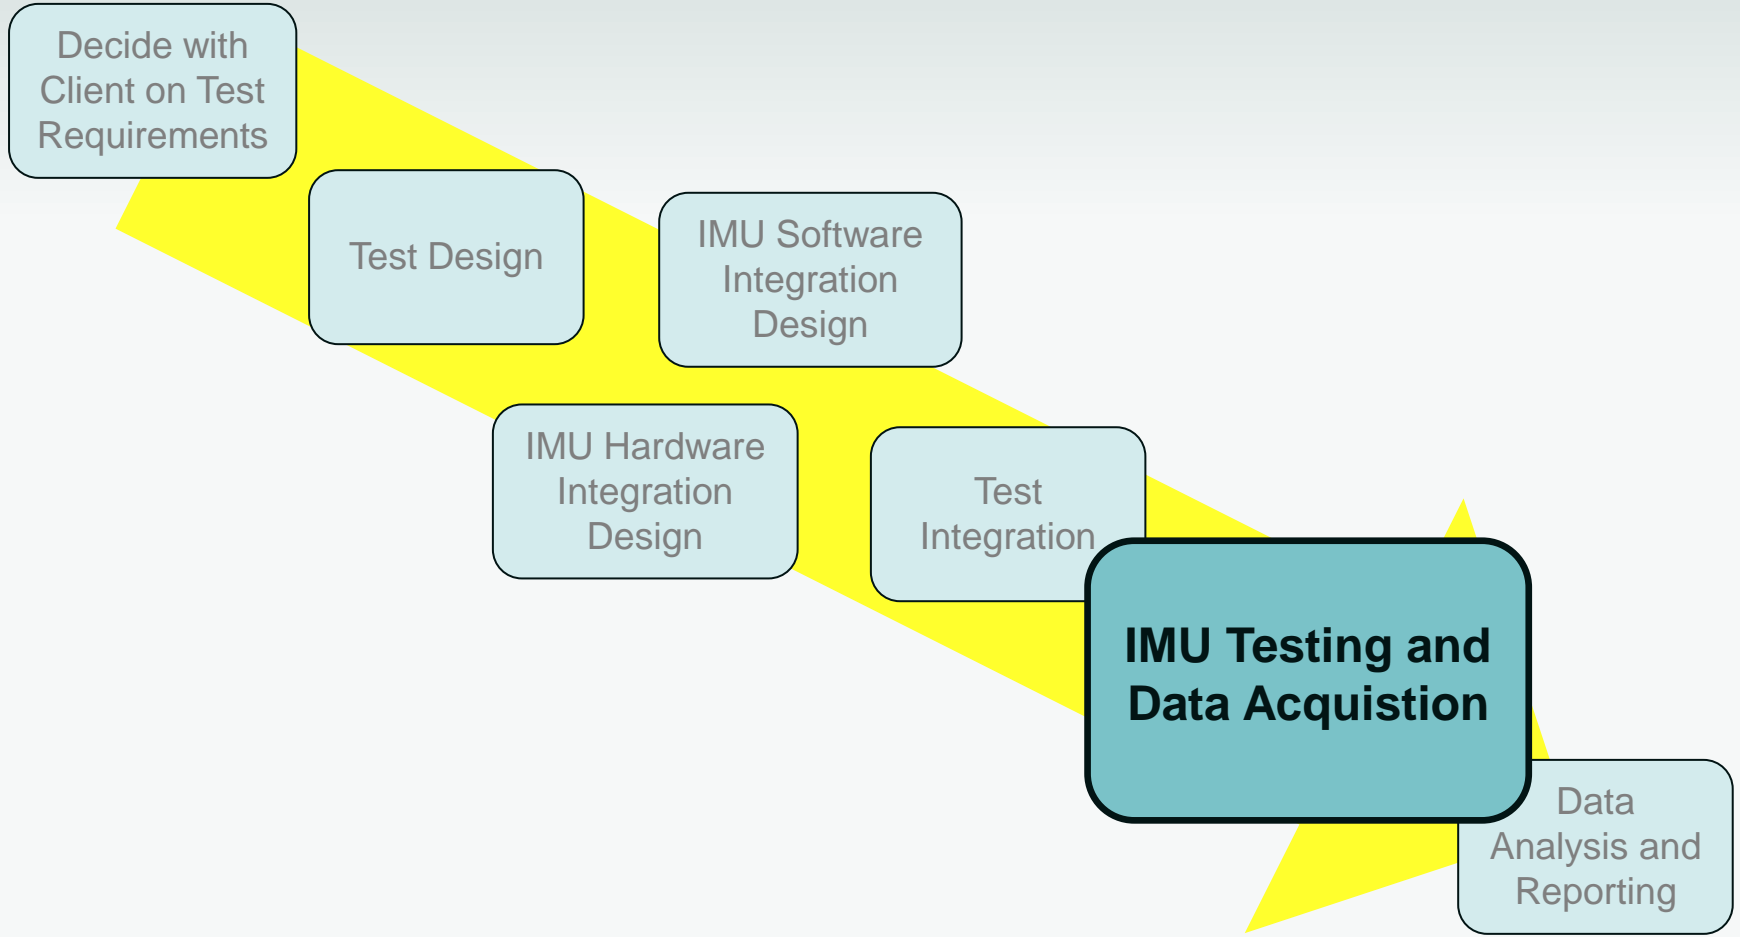 Decide with
Client on Test
Requirements
Test Design
IMU Software
Integration
Design
IMU Hardware
Integration
Design
Test
Integration
IMU Testing and
Data Acquistion
Data
Analysis and
Reporting